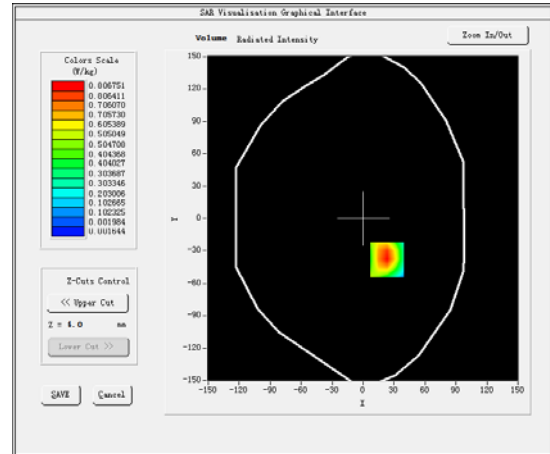 SAR Visualisation Graphical Interface
Volume Radiated Intensity
Zoom In/Out
Colors Scale
(W/kg)
0.806751
0.806411
0.706070
0.705730
0.605389
0.505049
0.504708
0.404368
0.404027
0.303687
0.303346
0.203006
0.102665
0.102325
0.001984
0.001644
150
120
90
60
30
0
-30
-60
-90
-120
-150
Y
-150 -120 -90 -60 -30 0 30 60 90 120 150
X
Z-Cuts Control
<< Upper Cut
Z = 4.0 mm
Lower Cut >>
SAVE Cancel